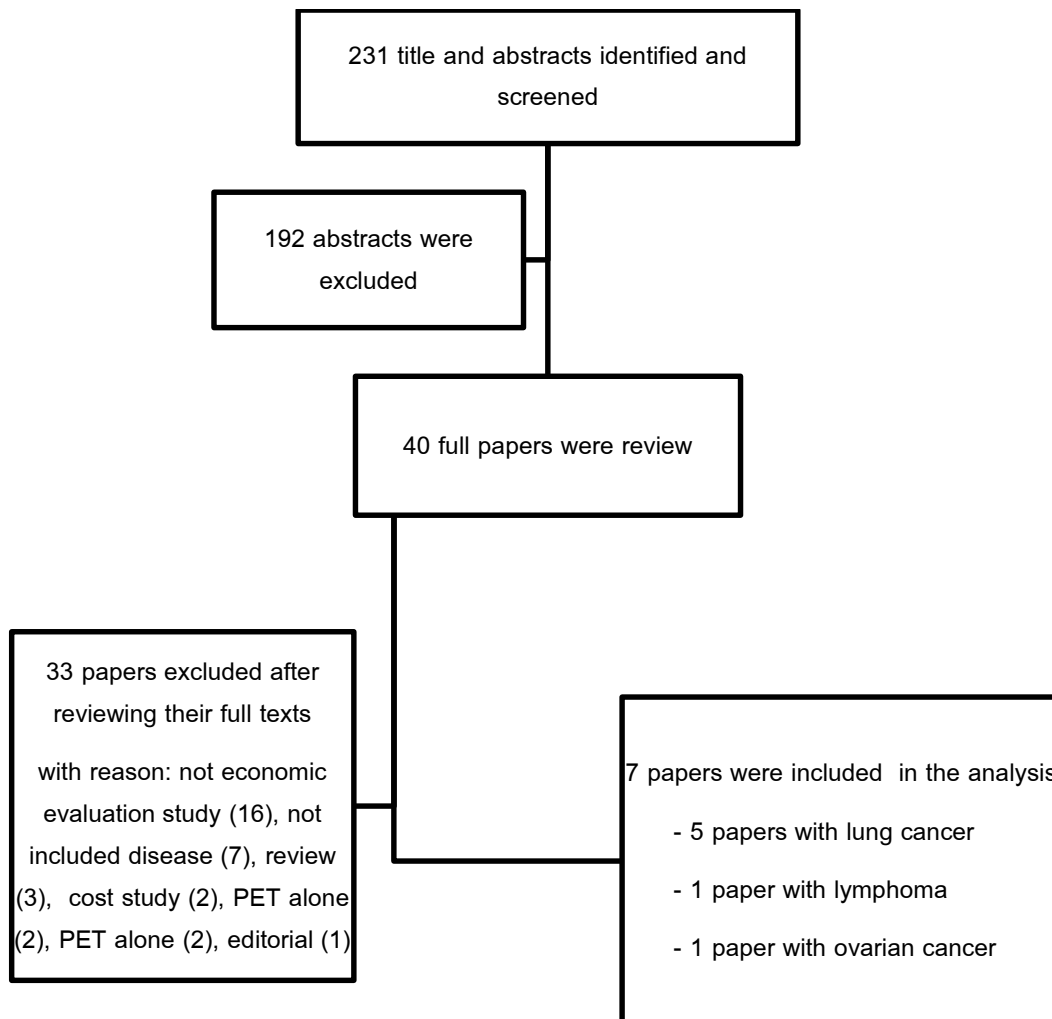 231 title and abstracts identified and
screened
192 abstracts were
excluded
40 full papers were review
33 papers excluded after
reviewing their full texts
with reason: not economic
evaluation study (16), not
included disease (7), review
(3), cost study (2), PET alone
(2), PET alone (2), editorial (1)
7 papers were included in the analysis
- 5 papers with lung cancer
- 1 paper with lymphoma
- 1 paper with ovarian cancer